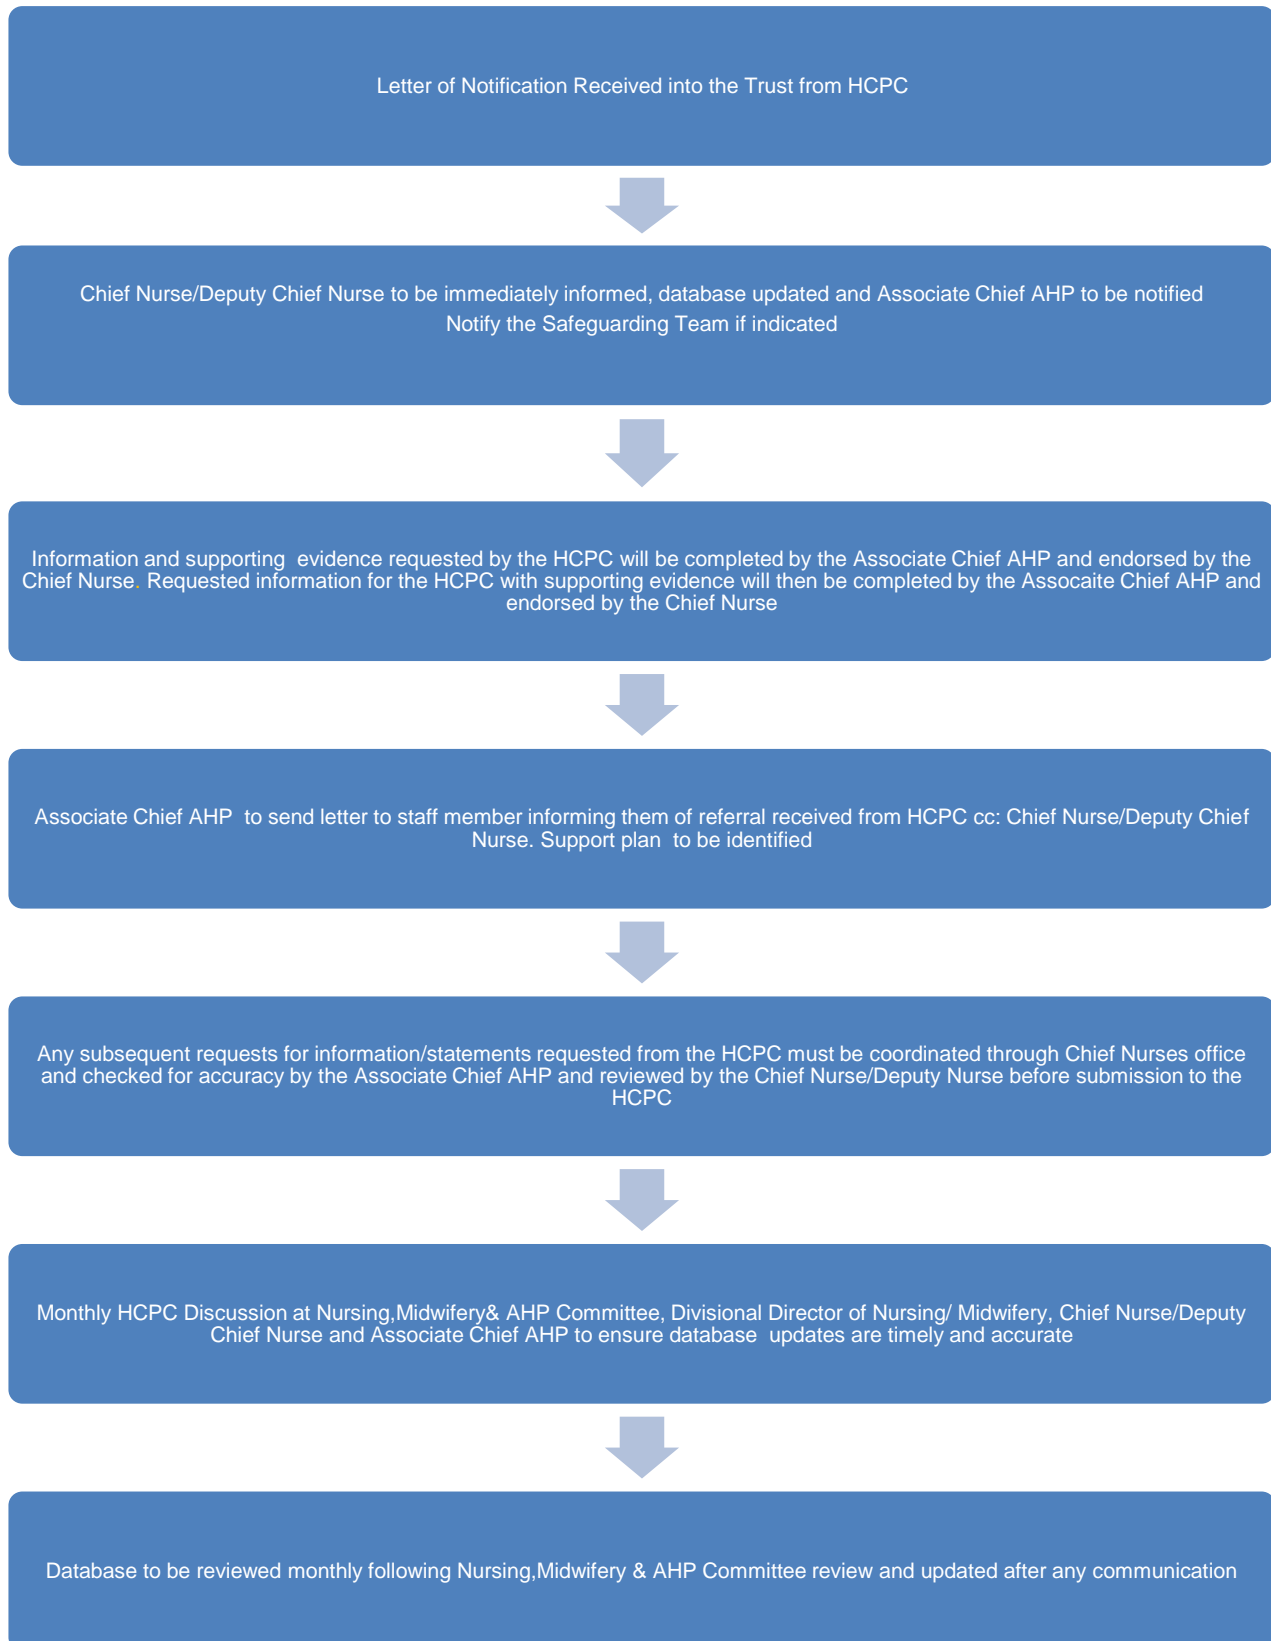 Letter of Notification Received into the Trust from HCPC
Chief Nurse/Deputy Chief Nurse to be immediately informed, database updated and Associate Chief AHP to be notified
Notify the Safeguarding Team if indicated
Information and supporting evidence requested by the HCPC will be completed by the Associate Chief AHP and endorsed by the
Chief Nurse. Requested information for the HCPC with supporting evidence will then be completed by the Assocaite Chief AHP and
endorsed by the Chief Nurse
Associate Chief AHP to send letter to staff member informing them of referral received from HCPC cc: Chief Nurse/Deputy Chief
Nurse. Support plan to be identified
Any subsequent requests for information/statements requested from the HCPC must be coordinated through Chief Nurses office
and checked for accuracy by the Associate Chief AHP and reviewed by the Chief Nurse/Deputy Nurse before submission to the
HCPC
Monthly HCPC Discussion at Nursing,Midwifery& AHP Committee, Divisional Director of Nursing/ Midwifery, Chief Nurse/Deputy
Chief Nurse and Associate Chief AHP to ensure database updates are timely and accurate
Database to be reviewed monthly following Nursing,Midwifery & AHP Committee review and updated after any communication